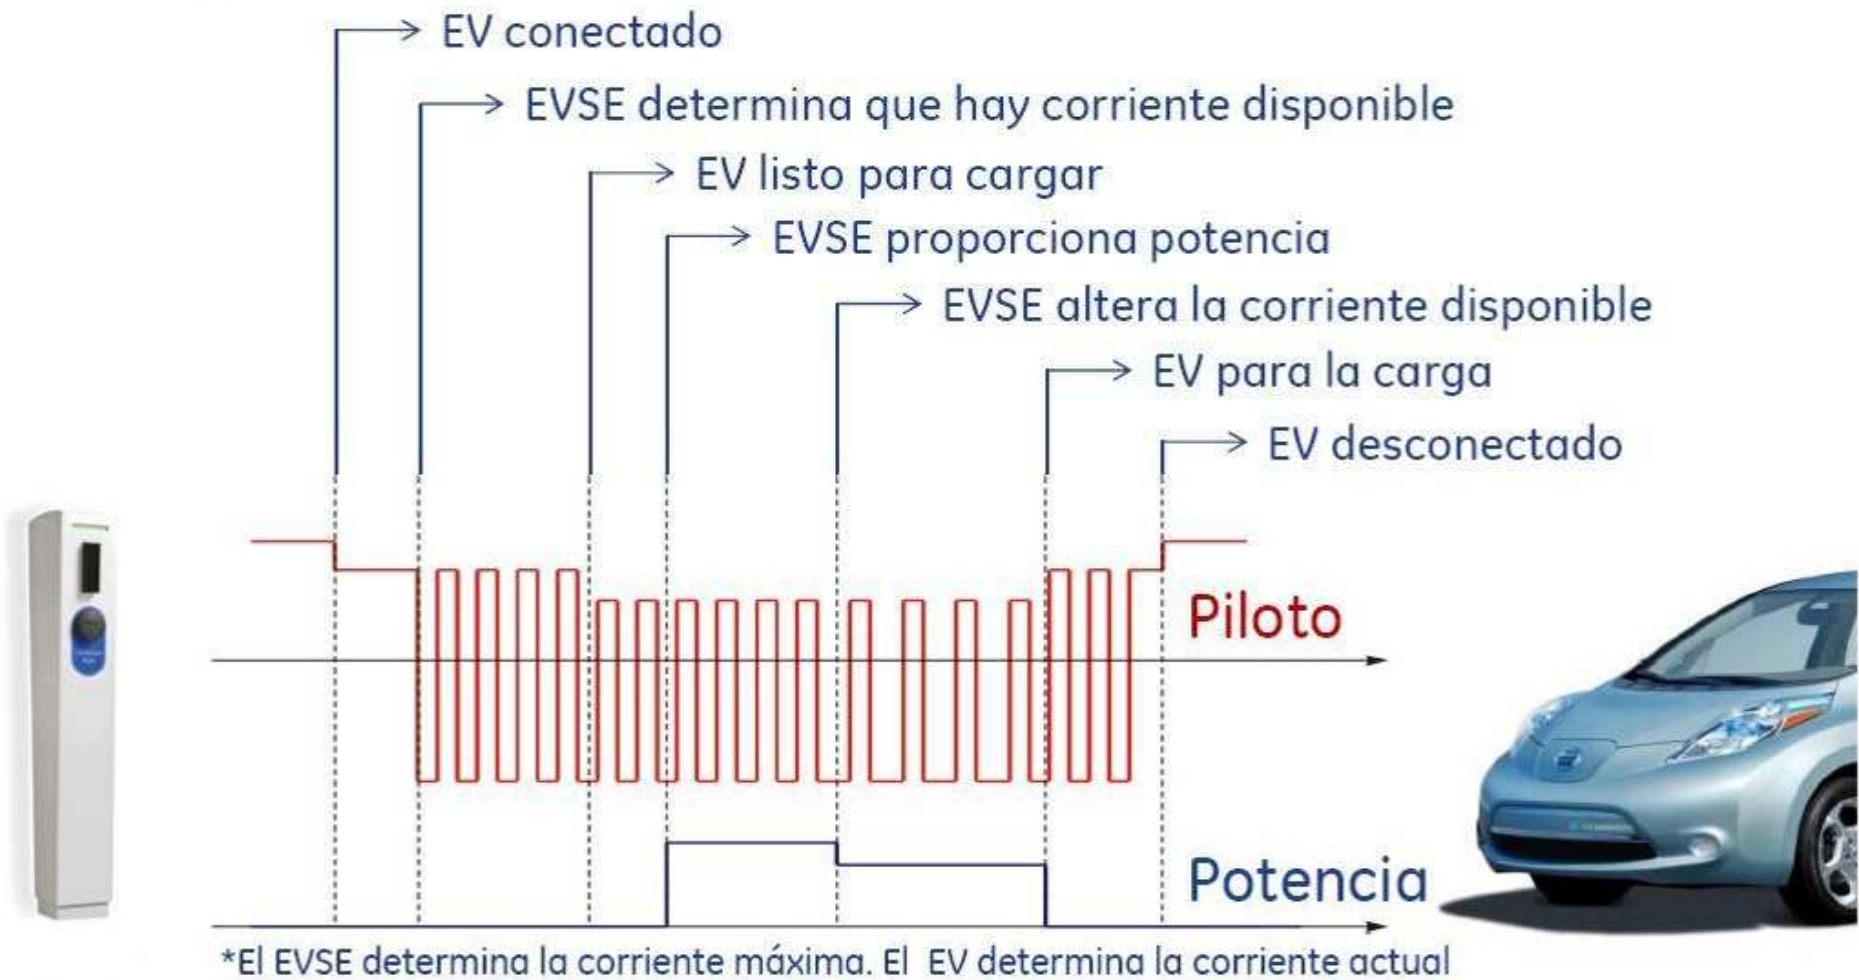 EV conectado
EVSE determina que hay corriente disponible
EV listo para cargar
EVSE proporciona potencia
EVSE altera la corriente disponible
EV para la carga
EV desconectado
Piloto
Potencia
*El EVSE determina la corriente máxima. El EV determina la corriente actual